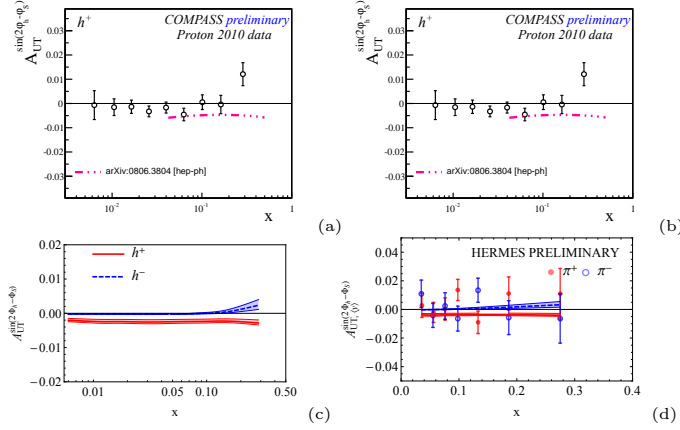 h⁺ COMPASS preliminary
Proton 2010 data
A_UT^sin(2φ_h-φ_S)
0.03
0.02
0.01
0
-0.01
-0.02
-0.03
arXiv:0806.3804 [hep-ph]
10⁻² 10⁻¹ 1
x
(a)
h⁺ COMPASS preliminary
Proton 2010 data
A_UT^sin(2φ_h-φ_S)
0.03
0.02
0.01
0
-0.01
-0.02
-0.03
arXiv:0806.3804 [hep-ph]
10⁻² 10⁻¹ 1
x
(b)
h⁺
h⁻
A_UT^sin(2Φ_h-Φ_S)
0.02
0.01
0.00
-0.01
-0.02
0.01 0.05 0.10 0.50
x
(c)
HERMES PRELIMINARY
π⁺ π⁻
A_UT,⟨y⟩^sin(2Φ_h-Φ_S)
0.04
0.02
0.00
-0.02
-0.04
0.0 0.1 0.2 0.3 0.4
x
(d)